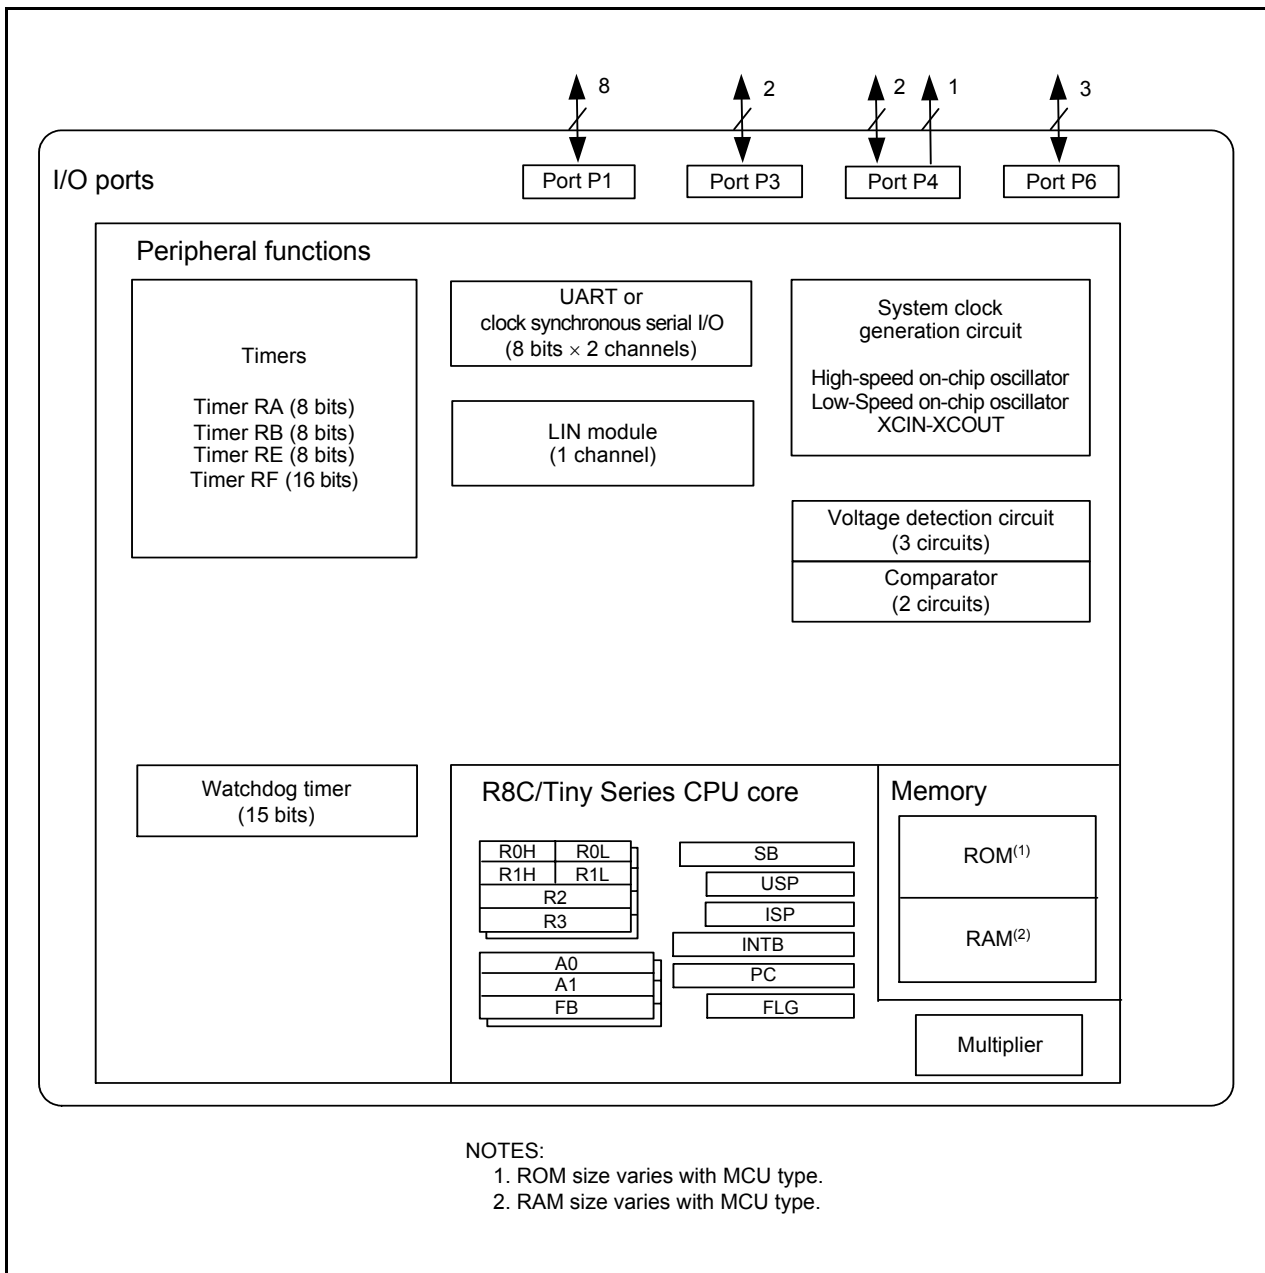 8
2
2
1
3
I/O ports
Port P1
Port P3
Port P4
Port P6
Peripheral functions
Timers
Timer RA (8 bits)
Timer RB (8 bits)
Timer RE (8 bits)
Timer RF (16 bits)
UART or
clock synchronous serial I/O
(8 bits × 2 channels)
LIN module
(1 channel)
System clock
generation circuit
High-speed on-chip oscillator
Low-Speed on-chip oscillator
XCIN-XCOUT
Voltage detection circuit
(3 circuits)
Comparator
(2 circuits)
Watchdog timer
(15 bits)
R8C/Tiny Series CPU core
R0H
R0L
R1H
R1L
R2
R3
A0
A1
FB
SB
USP
ISP
INTB
PC
FLG
Memory
ROM(1)
RAM(2)
Multiplier
NOTES:
1. ROM size varies with MCU type.
2. RAM size varies with MCU type.